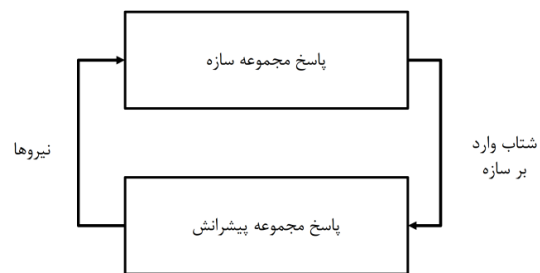 پاسخ مجموعه سازه
شتاب وارد
بر سازه
نیروها
پاسخ مجموعه پیشرانش